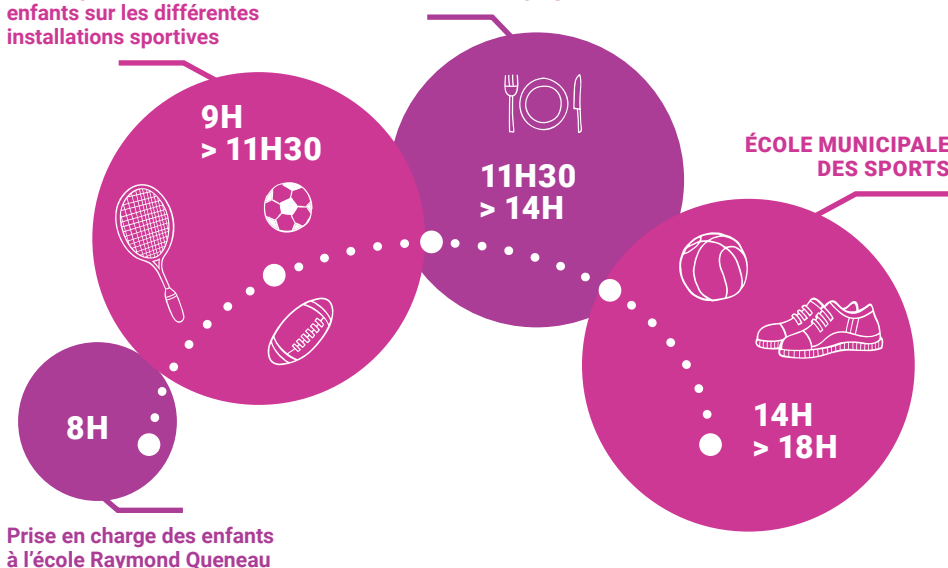 enfants sur les différentes
installations sportives
9H
> 11H30
11H30
> 14H
ÉCOLE MUNICIPALE
DES SPORTS
14H
> 18H
8H
Prise en charge des enfants
à l'école Raymond Queneau